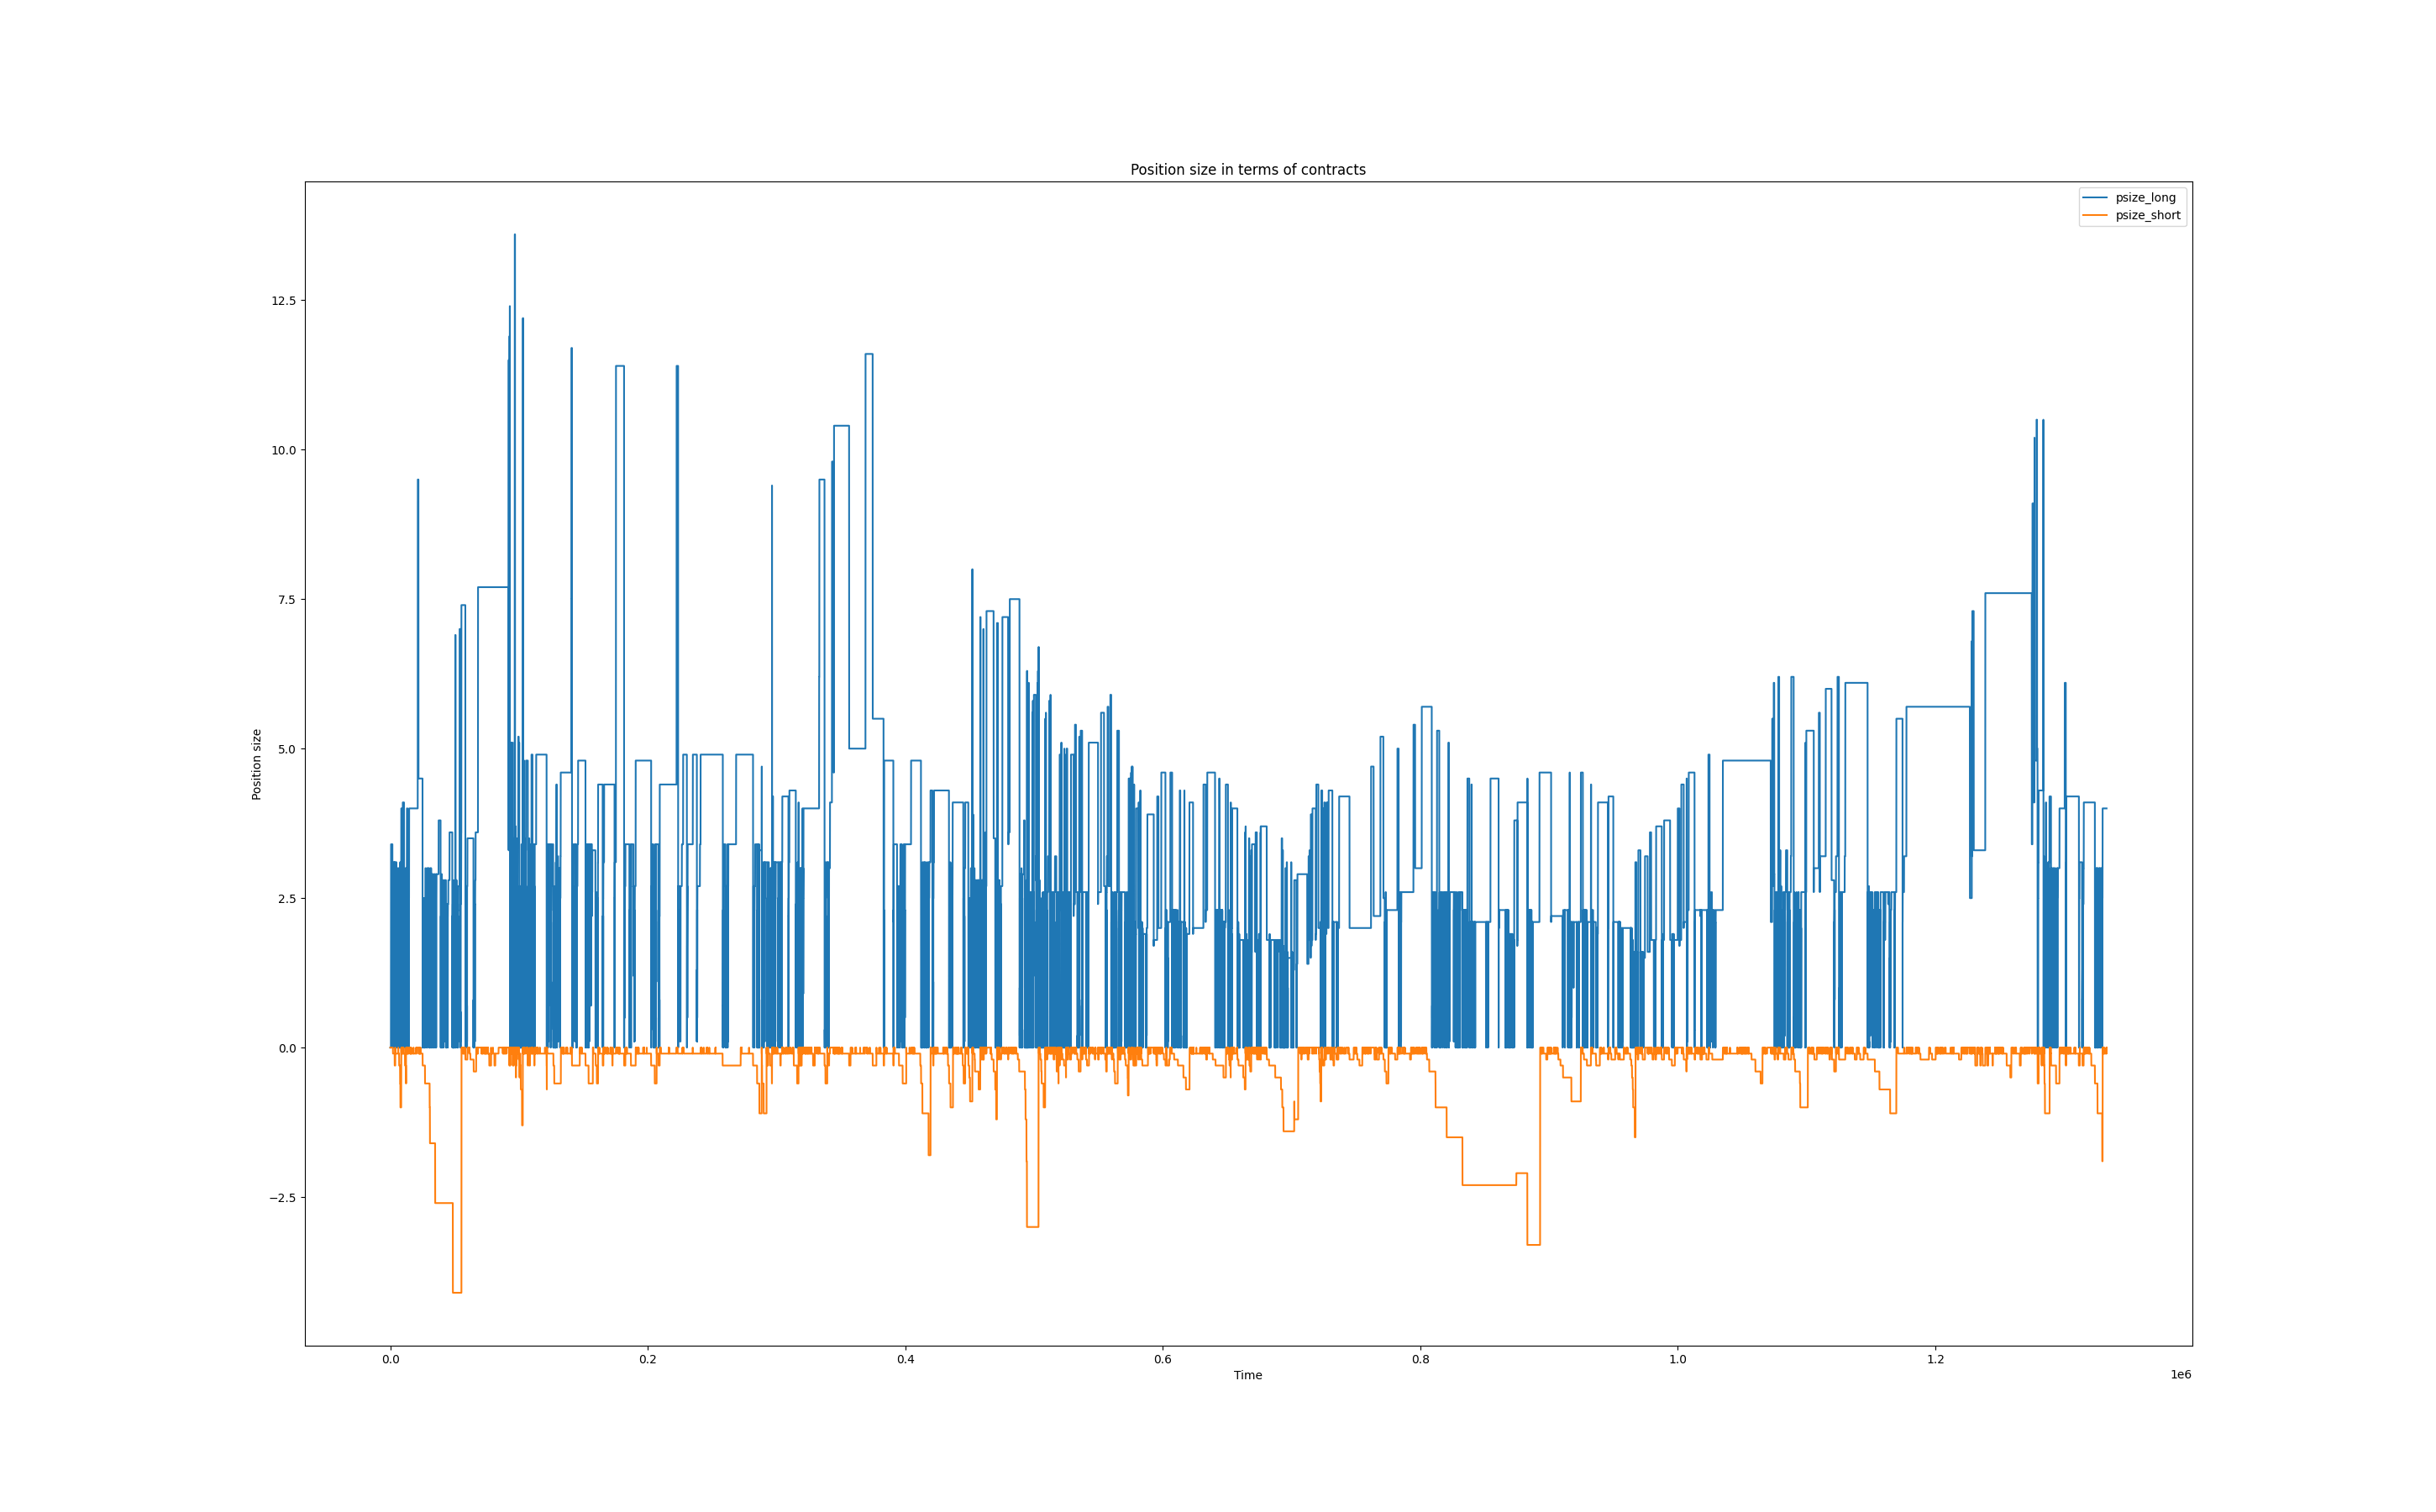 Position size in terms of contracts
psize_long
psize_short
12.5
10.0
7.5
5.0
2.5
0.0
−2.5
Position size
0.0 0.2 0.4 0.6 0.8 1.0 1.2
Time
1e6